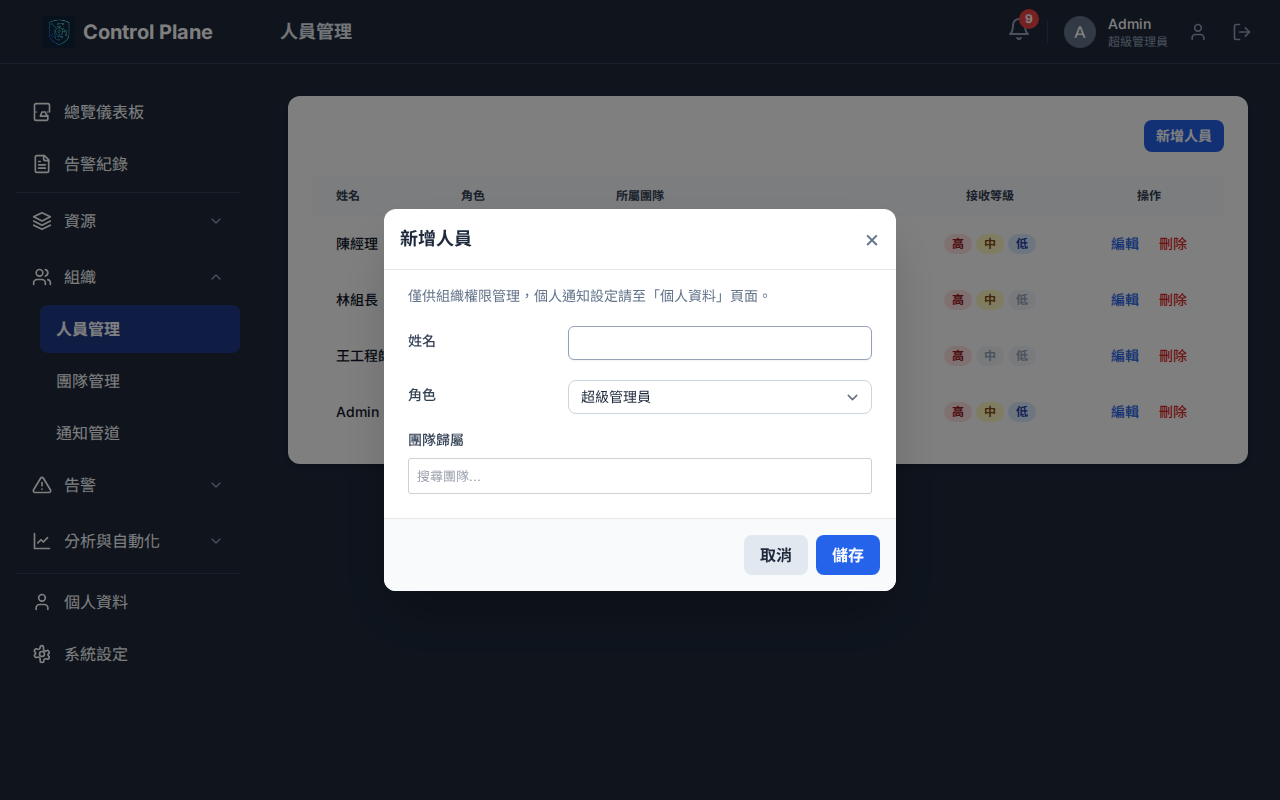 Control Plane
人員管理
9
A
Admin
超級管理員
總覽儀表板
告警紀錄
資源
組織
人員管理
團隊管理
通知管道
告警
分析與自動化
個人資料
系統設定
新增人員
姓名 角色 所屬團隊 接收等級 操作
陳經理 高 中 低 編輯 刪除
林組長 高 中 低 編輯 刪除
王工程 高 中 低 編輯 刪除
Admin 高 中 低 編輯 刪除
新增人員
僅供組織權限管理，個人通知設定請至「個人資料」頁面。
姓名
角色
超級管理員
團隊歸屬
搜尋團隊...
取消
儲存